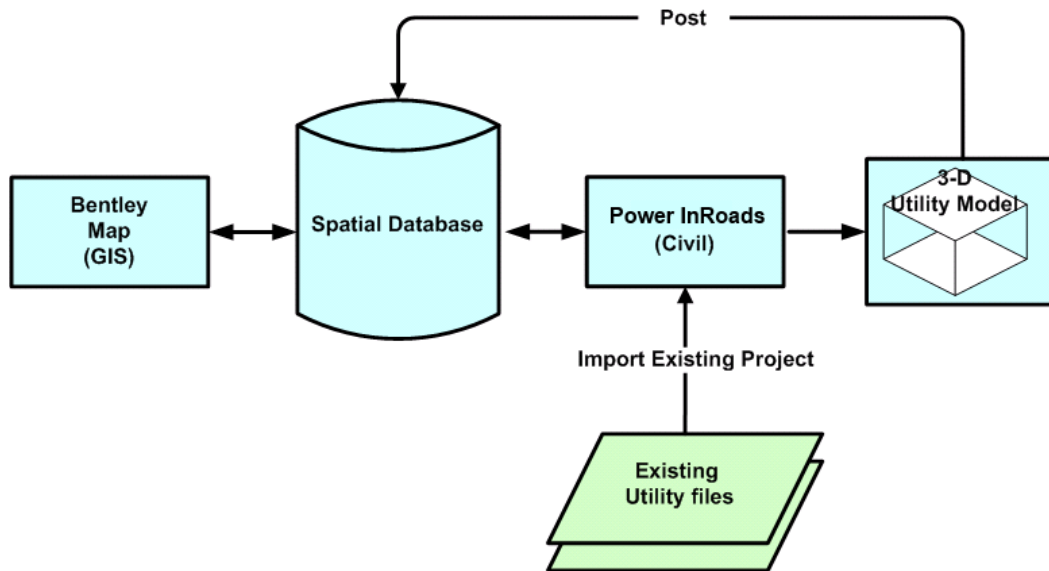 Post
Bentley
Map
(GIS)
Spatial Database
Power InRoads
(Civil)
3-D
Utility Model
Import Existing Project
Existing
Utility files